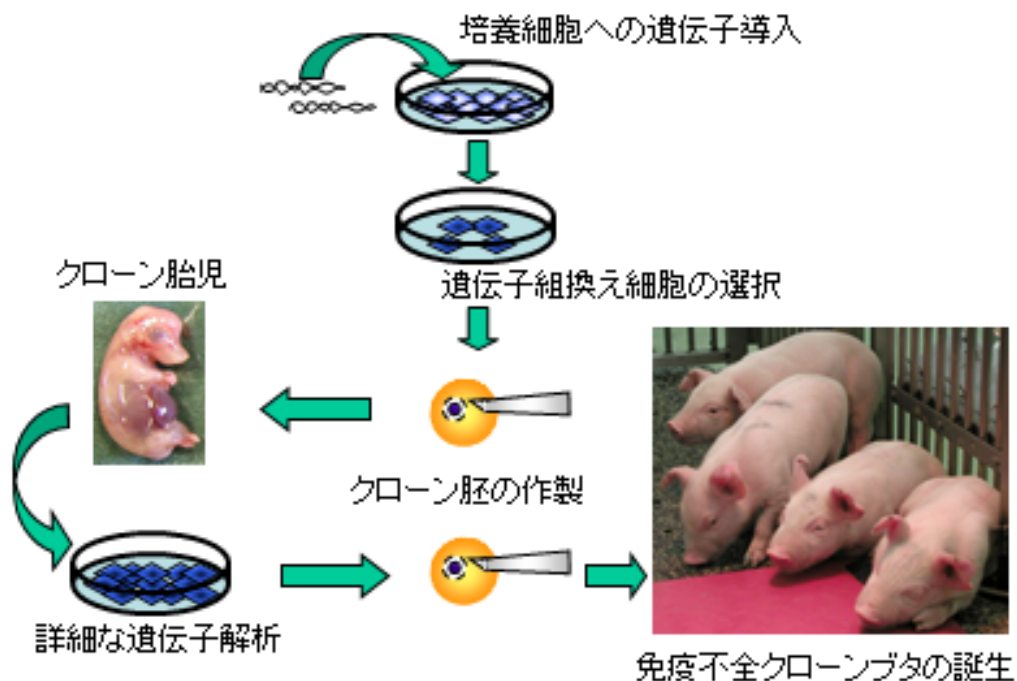 培養細胞への遺伝子導入
遺伝子組換え細胞の選択
クローン胎児
クローン胚の作製
詳細な遺伝子解析
免疫不全クローンブタの誕生